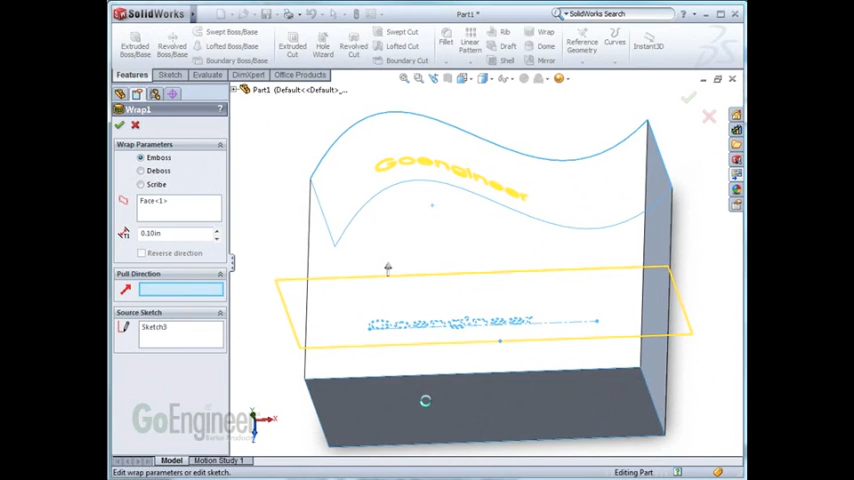 SolidWorks
Part1 *
SolidWorks Search
Extruded Boss/Base
Revolved Boss/Base
Swept Boss/Base
Lofted Boss/Base
Boundary Boss/Base
Extruded Cut
Hole Wizard
Revolved Cut
Swept Cut
Lofted Cut
Boundary Cut
Fillet
Linear Pattern
Rib
Draft
Shell
Wrap
Dome
Mirror
Reference Geometry
Curves
Instant3D
Features
Sketch
Evaluate
DimXpert
Office Products
Part1 (Default<<Default>_...
Wrap1
?
Wrap Parameters
Emboss
Deboss
Scribe
Face<1>
0.10in
Reverse direction
Pull Direction
Source Sketch
Sketch3
Goengineer
GoEngineer
X
Model
Motion Study 1
Edit wrap parameters or edit sketch.
Editing Part